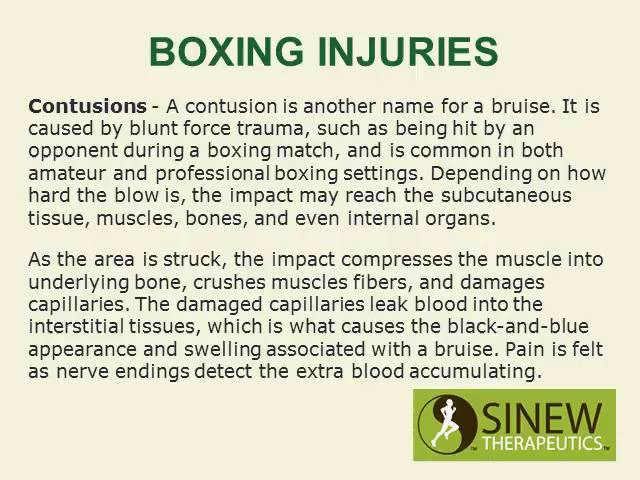 BOXING INJURIES
Contusions - A contusion is another name for a bruise. It is
caused by blunt force trauma, such as being hit by an
opponent during a boxing match, and is common in both
amateur and professional boxing settings. Depending on how
hard the blow is, the impact may reach the subcutaneous
tissue, muscles, bones, and even internal organs.
As the area is struck, the impact compresses the muscle into
underlying bone, crushes muscles fibers, and damages
capillaries. The damaged capillaries leak blood into the
interstitial tissues, which is what causes the black-and-blue
appearance and swelling associated with a bruise. Pain is felt
as nerve endings detect the extra blood accumulating.
SINEW
™ THERAPEUTICS™